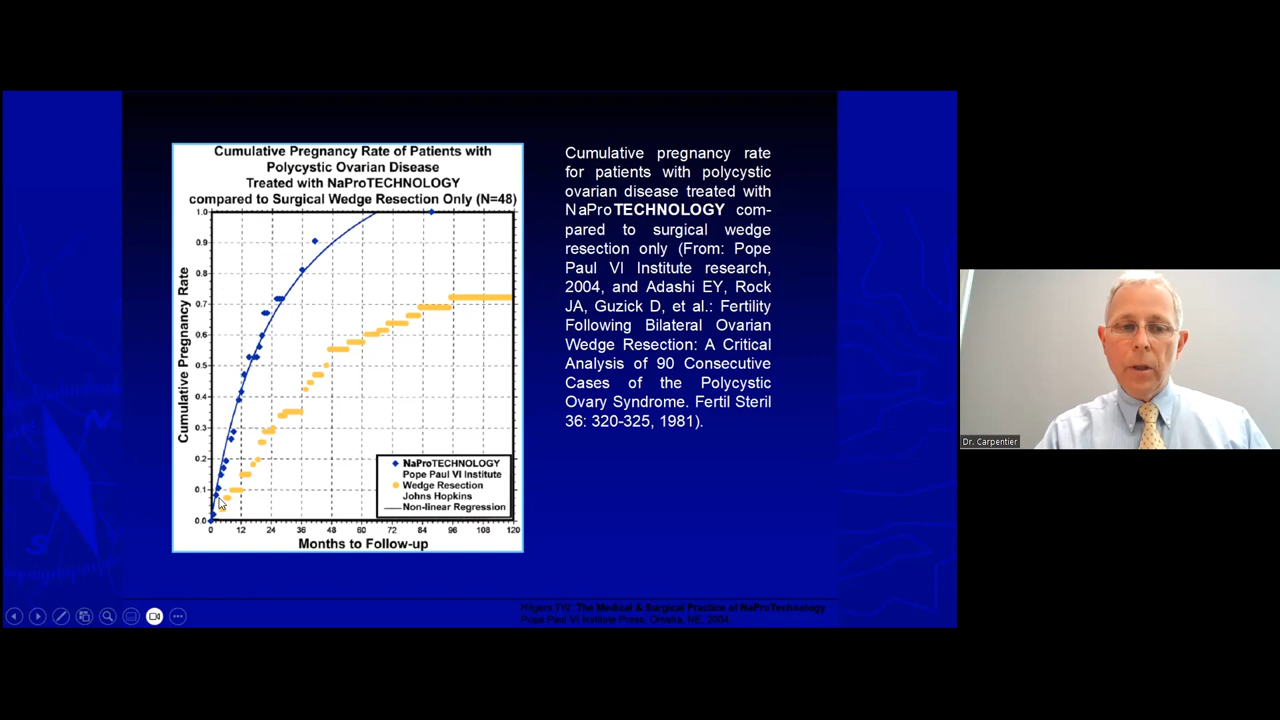 Cumulative Pregnancy Rate of Patients with
Polycystic Ovarian Disease
Treated with NaProTECHNOLOGY
compared to Surgical Wedge Resection Only (N=48)
Cumulative Pregnancy Rate
1.0
0.9
0.8
0.7
0.6
0.5
0.4
0.3
0.2
0.1
0.0
NaProTECHNOLOGY
Pope Paul VI Institute
Wedge Resection
Johns Hopkins
Non-linear Regression
0 12 24 36 48 60 72 84 96 108 120
Months to Follow-up
Cumulative pregnancy rate
for patients with polycystic
ovarian disease treated with
NaProTECHNOLOGY com-
pared to surgical wedge
resection only (From: Pope
Paul VI Institute research,
2004, and Adashi EY, Rock
JA, Guzick D, et al.: Fertility
Following Bilateral Ovarian
Wedge Resection: A Critical
Analysis of 90 Consecutive
Cases of the Polycystic
Ovary Syndrome. Fertil Steril
36: 320-325, 1981).
Dr. Carpentier
N
S
Hilgers TW: The Medical & Surgical Practice of NaProTechnology
Pope Paul VI Institute Press, Omaha, NE, 2004.